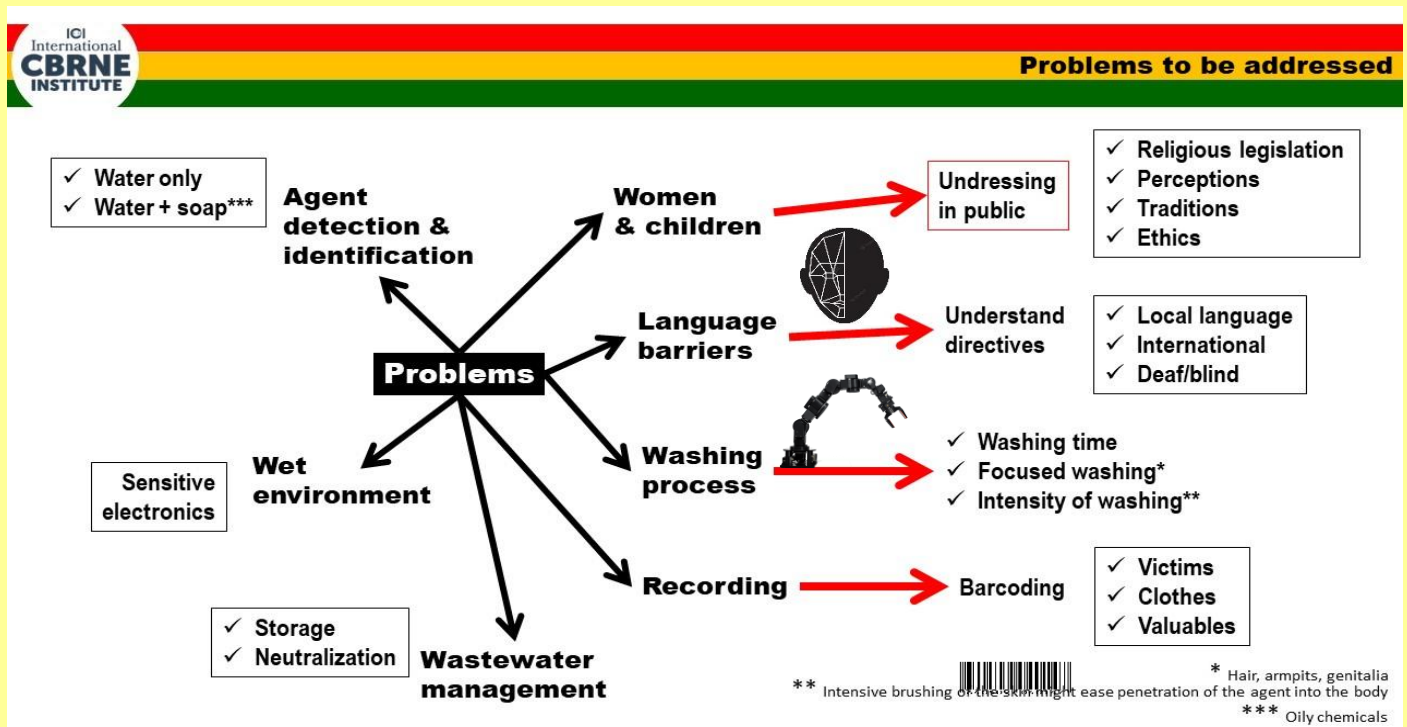 ICI
International
CBRNE
INSTITUTE
Problems to be addressed
✓ Water only
✓ Water + soap***
Agent
detection &
identification
Women
& children
Undressing
in public
✓ Religious legislation
✓ Perceptions
✓ Traditions
✓ Ethics
Language
barriers
Understand
directives
✓ Local language
✓ International
✓ Deaf/blind
Problems
Washing
process
✓ Washing time
✓ Focused washing*
✓ Intensity of washing**
Sensitive
electronics
Wet
environment
Recording
Barcoding
✓ Victims
✓ Clothes
✓ Valuables
✓ Storage
✓ Neutralization
Wastewater
management
* Hair, armpits, genitalia
** Intensive brushing of the skin might ease penetration of the agent into the body
*** Oily chemicals